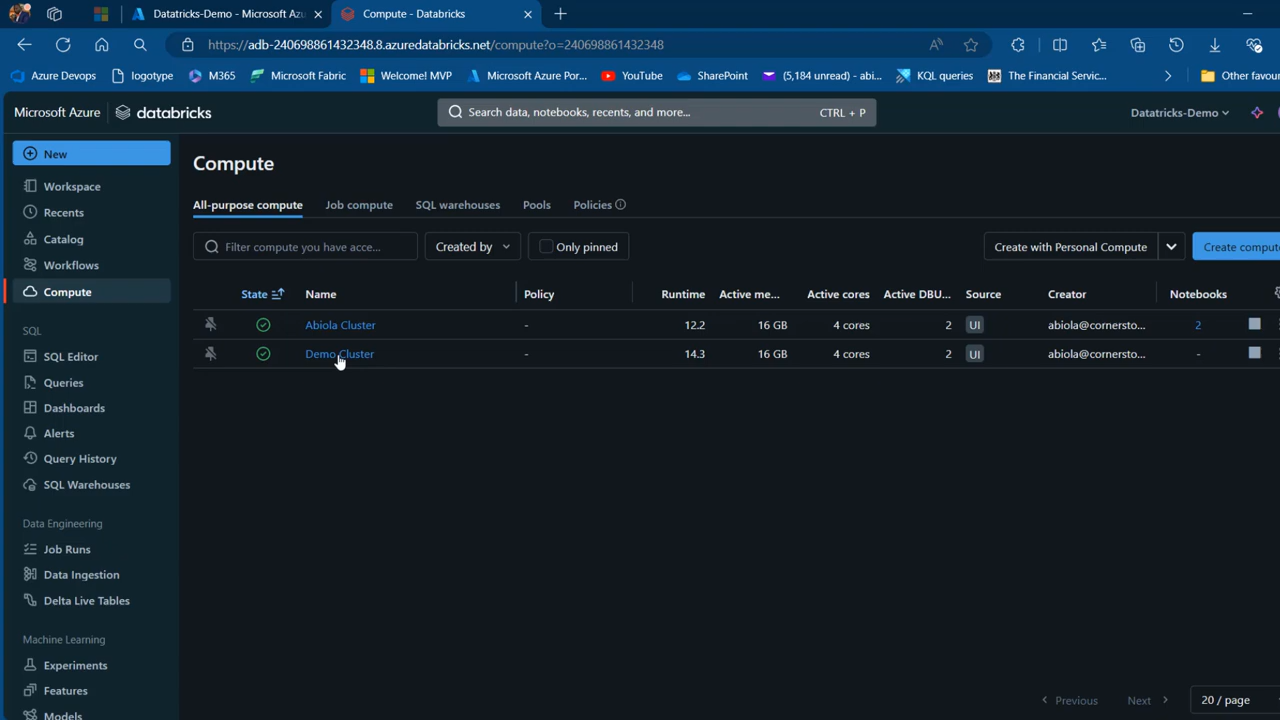 Datatricks-Demo - Microsoft Azu
Compute - Databricks
https://adb-240698861432348.8.azuredatabricks.net/compute?o=240698861432348
Azure Devops
logotype
M365
Microsoft Fabric
Welcome! MVP
Microsoft Azure Por...
YouTube
SharePoint
(5,184 unread) - abi...
KQL queries
The Financial Servic...
Other favou
Microsoft Azure
databricks
Search data, notebooks, recents, and more...
CTRL + P
Datatricks-Demo
New
Workspace
Recents
Catalog
Workflows
Compute
SQL
SQL Editor
Queries
Dashboards
Alerts
Query History
SQL Warehouses
Data Engineering
Job Runs
Data Ingestion
Delta Live Tables
Machine Learning
Experiments
Features
Models
Compute
All-purpose compute Job compute SQL warehouses Pools Policies
Filter compute you have acce... Created by Only pinned Create with Personal Compute Create comput
State Name Policy Runtime Active me... Active cores Active DBU... Source Creator Notebooks
Abiola Cluster - 12.2 16 GB 4 cores 2 UI abiola@cornersto... 2
Demo Cluster - 14.3 16 GB 4 cores 2 UI abiola@cornersto... -
Previous Next 20 / page